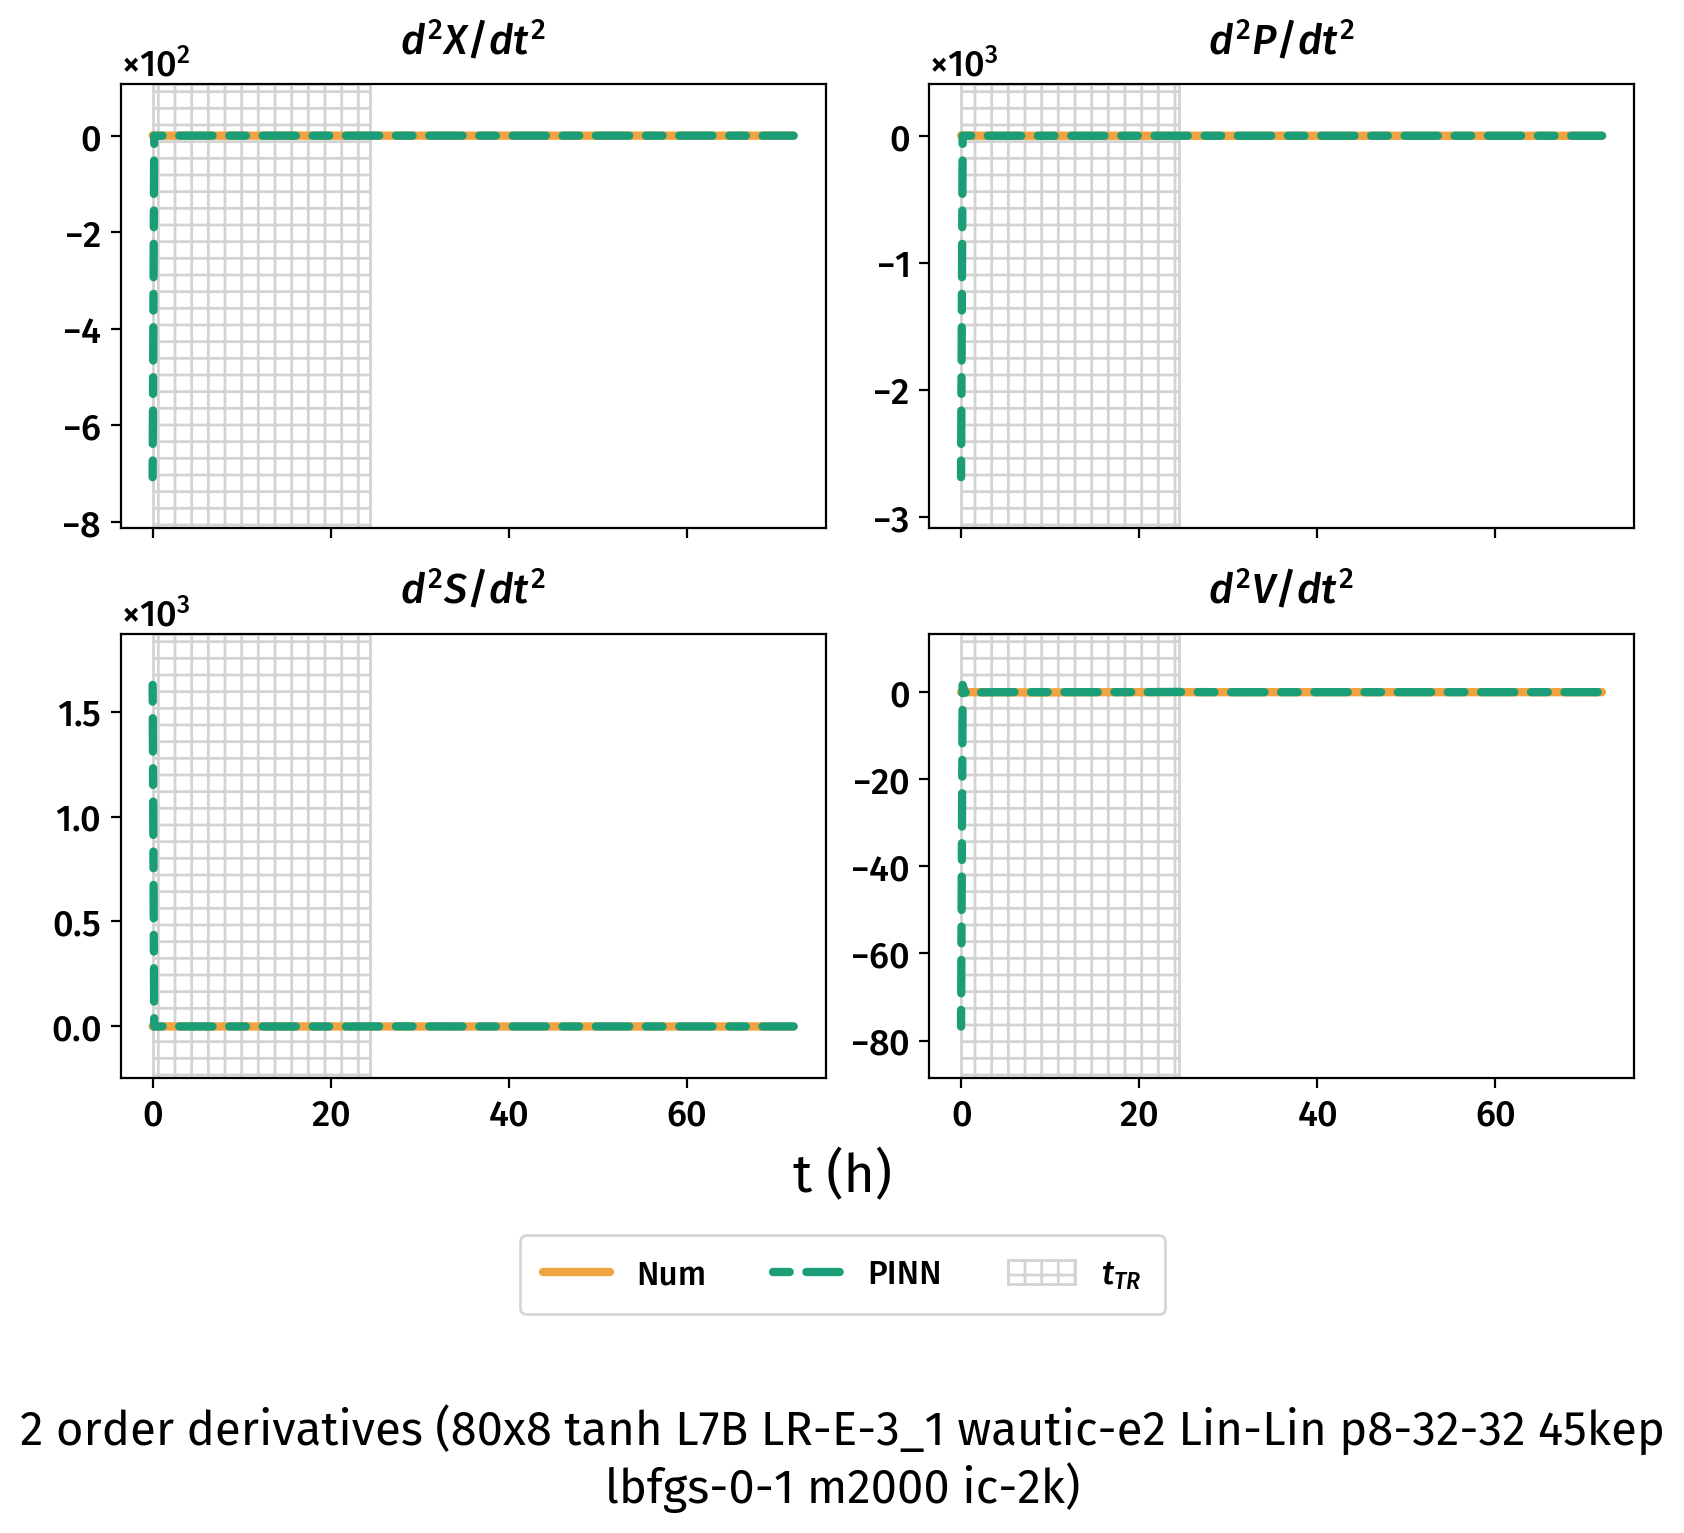 d²X/dt²
×10²
0
−2
−4
−6
−8
d²P/dt²
×10³
0
−1
−2
−3
d²S/dt²
×10³
1.5
1.0
0.5
0.0
0 20 40 60
d²V/dt²
0
−20
−40
−60
−80
0 20 40 60
t (h)
Num PINN t_TR
2 order derivatives (80x8 tanh L7B LR-E-3_1 wautic-e2 Lin-Lin p8-32-32 45kep
lbfgs-0-1 m2000 ic-2k)